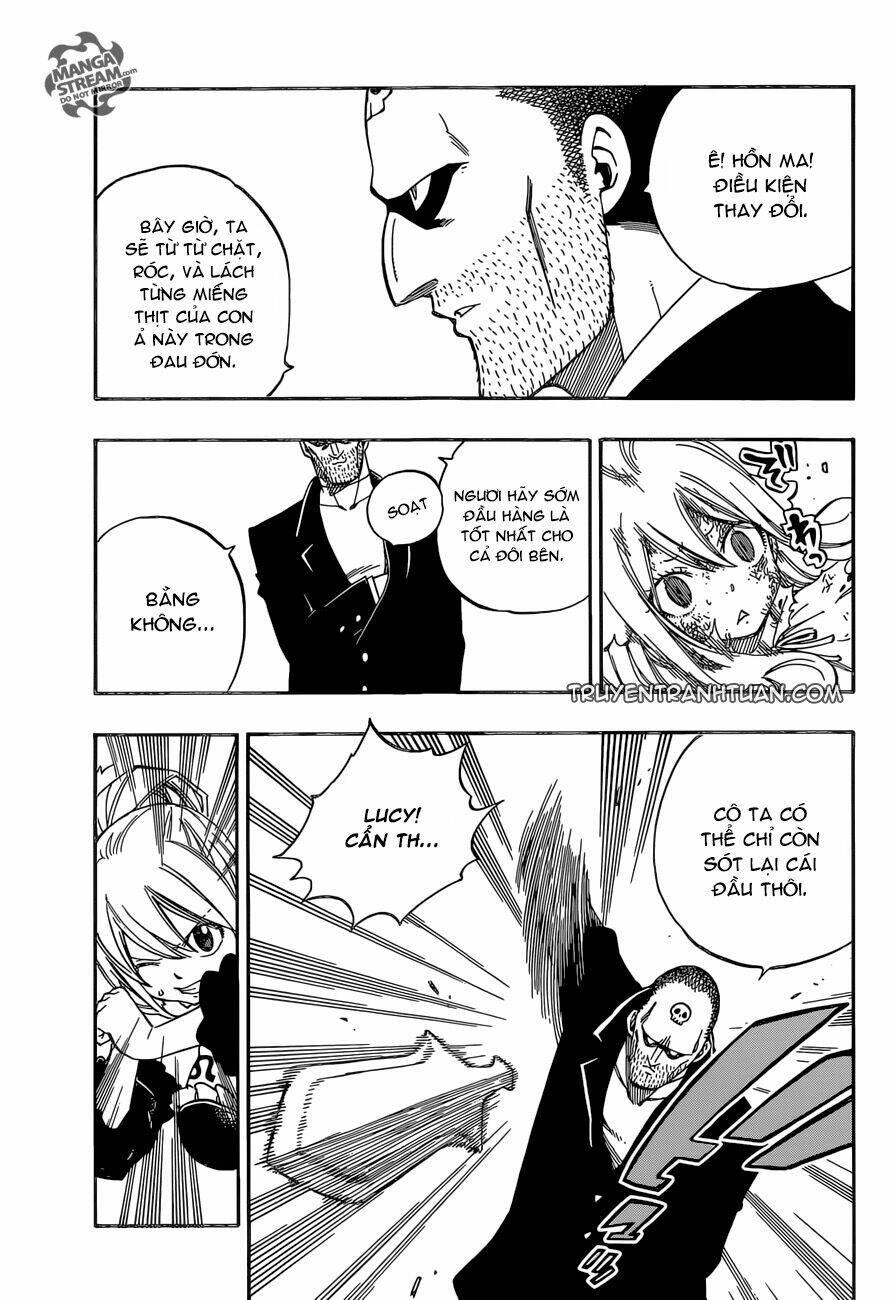 MANGA
STREAM.com
DO NOT MIRROR
Ê! HỒN MA!
ĐIỀU KIỆN
THAY ĐỔI.
BÂY GIỜ, TA
SẼ TỪ TỪ CHẶT,
RÓC, VÀ LÁCH
TỪNG MIẾNG
THỊT CỦA CON
Ả NÀY TRONG
ĐAU ĐỚN.
NGƯƠI HÃY SỚM
ĐẦU HÀNG LÀ
TỐT NHẤT CHO
CẢ ĐÔI BÊN.
SOẠT
BẰNG
KHÔNG...
TRUYENTRANHTUAN.COM
CÔ TA CÓ
THỂ CHỈ CÒN
SÓT LẠI CÁI
ĐẦU THÔI.
LUCY!
CẨN TH...